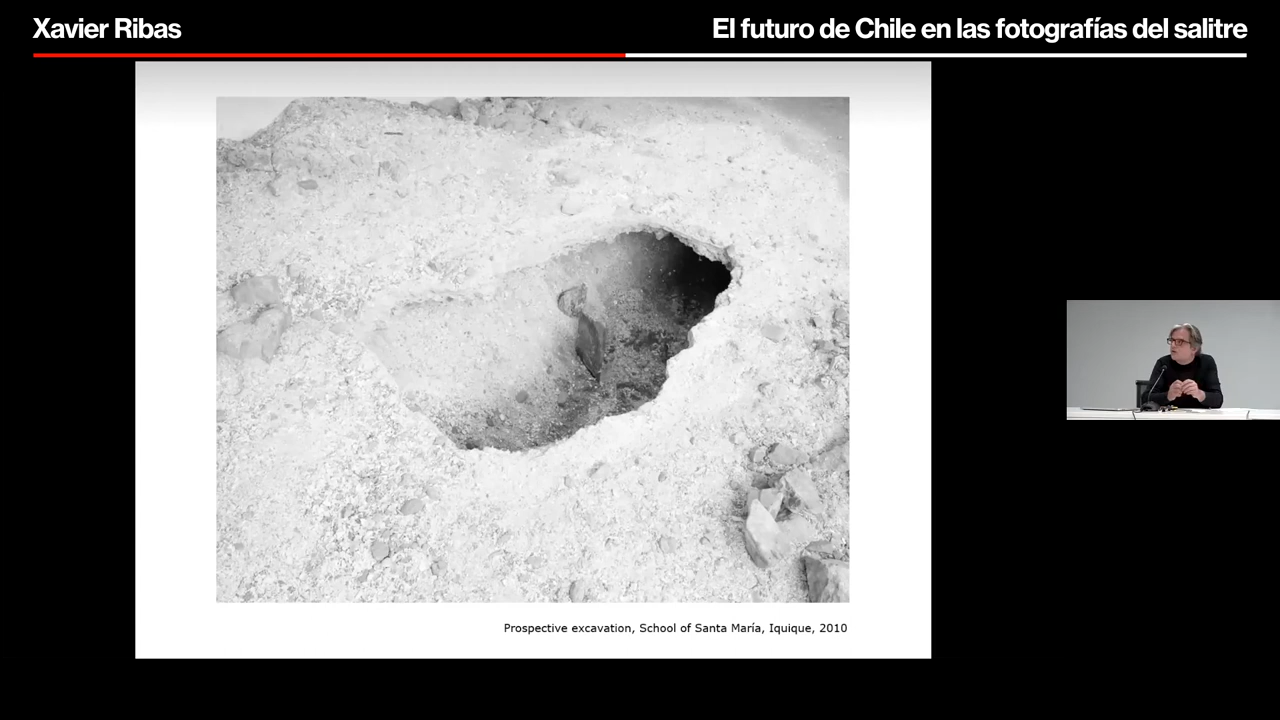 Xavier Ribas
El futuro de Chile en las fotografías del salitre
Prospective excavation, School of Santa María, Iquique, 2010